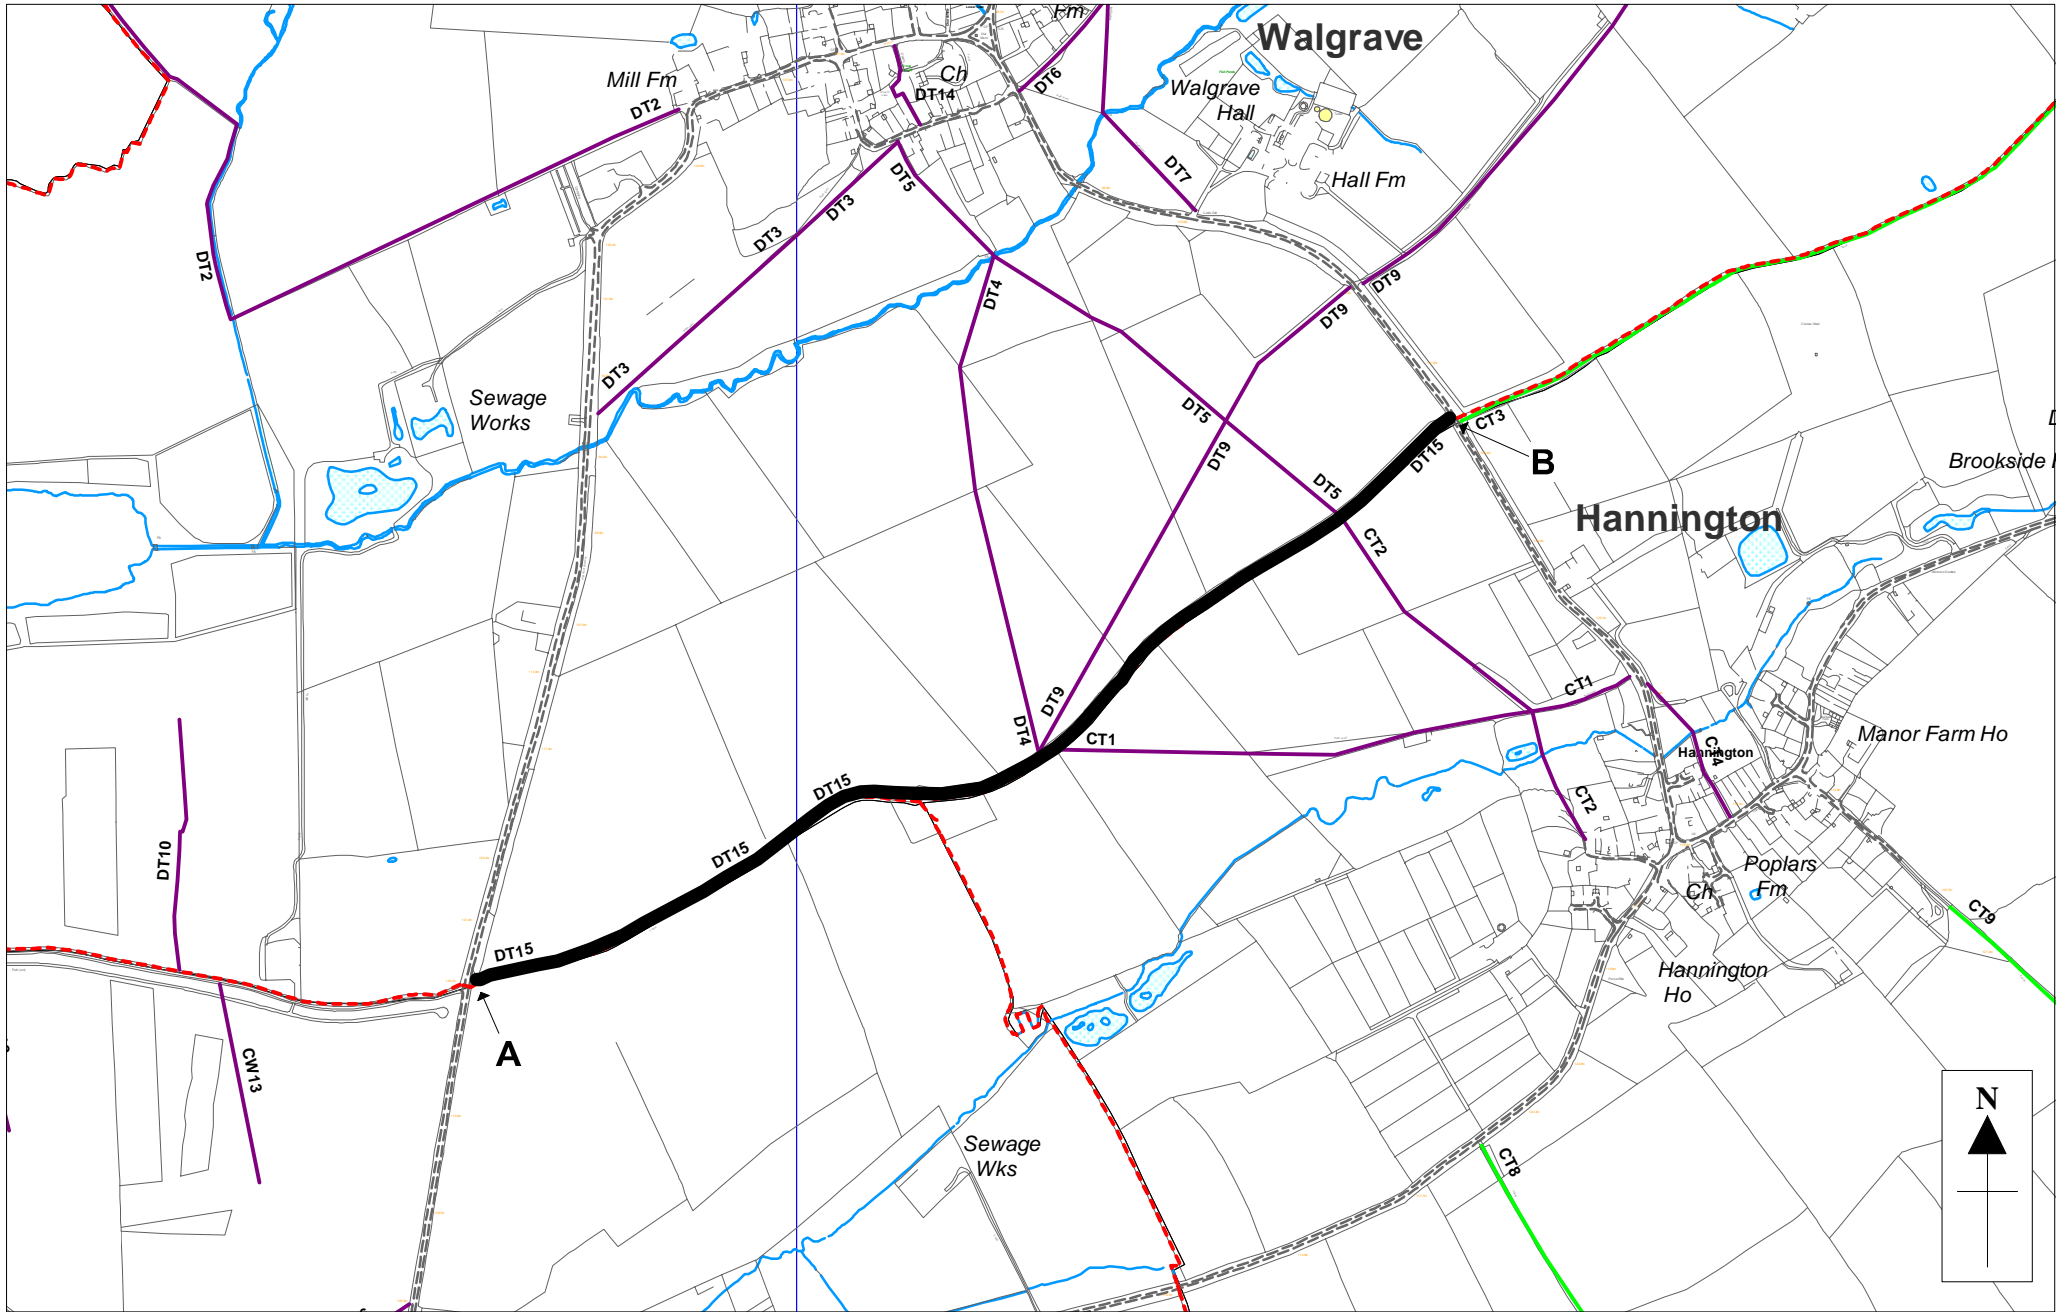 Fm
Walgrave
Mill Fm
Ch
DT6
DT2
DT14
Walgrave
Hall
DT5
DT7
Hall Fm
DT3
DT3
DT2
DT4
DT9
DT9
DT3
Sewage
Works
DT5
CT3
DT9
DT15
B
Brookside
DT5
Hannington
CT2
CT1
DT9
DT4
CT1
Hannington
CT4
Manor Farm Ho
DT15
CT2
DT15
DT10
Poplars
Fm
Ch
CT9
DT15
Hannington
Ho
A
CW13
N
Sewage
Wks
CT8